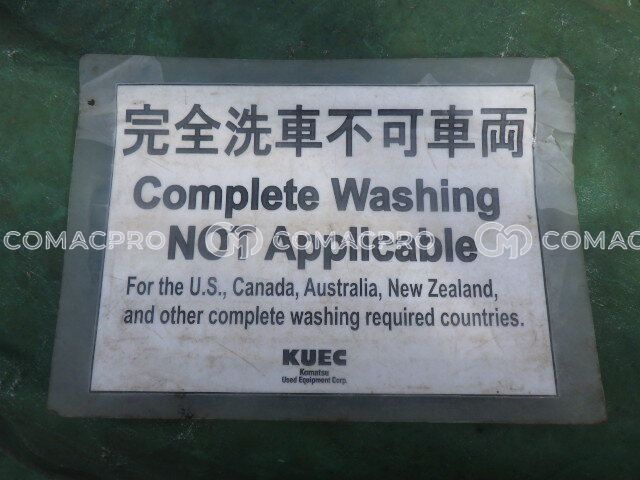 完全洗車不可車両
Complete Washing
NOT Applicable
COMACPRO COMACPRO COMAC
For the U.S., Canada, Australia, New Zealand,
and other complete washing required countries.
KUEC
Komatsu
Used Equipment Corp.